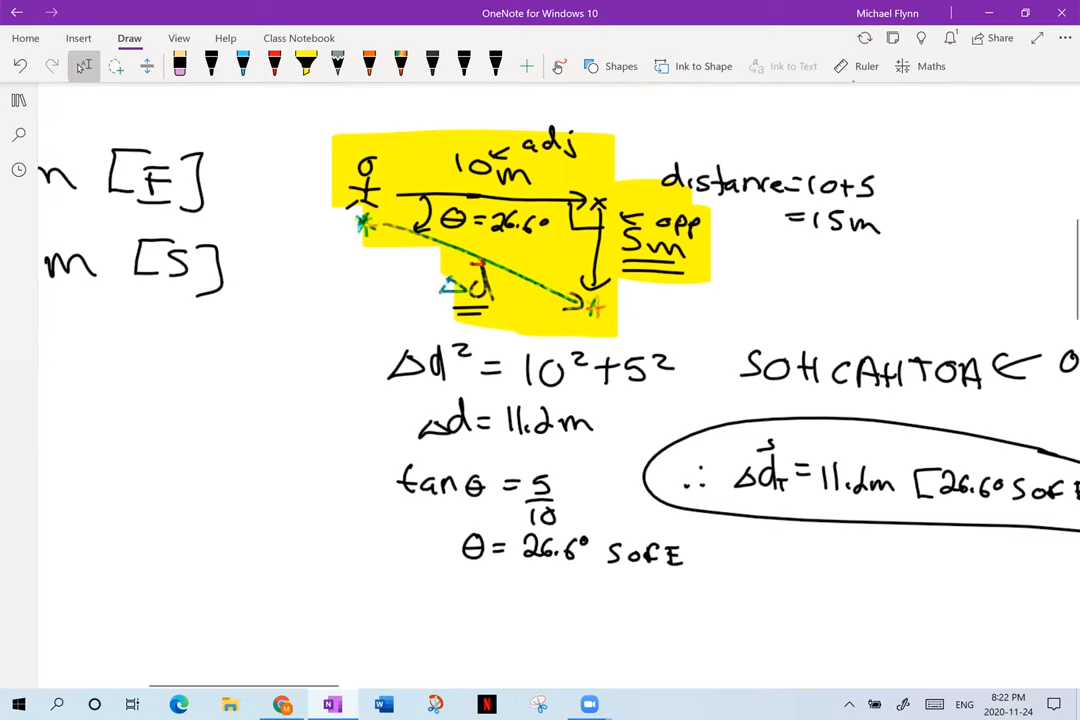 OneNote for Windows 10
Michael Flynn
Home Insert Draw View Help Class Notebook
Share
Shapes Ink to Shape Ink to Text Ruler Maths
n [E]
m [S]
10m ← adj
θ = 26.6°
← opp
5m
Δd
distance = 10+5
= 15m
Δd² = 10² + 5²
Δd = 11.2m
tan θ = 5/10
θ = 26.6° S of E
SOH CAH TOA ← O
∴ Δd_T = 11.2m [26.6° S of E
ENG
8:22 PM
2020-11-24